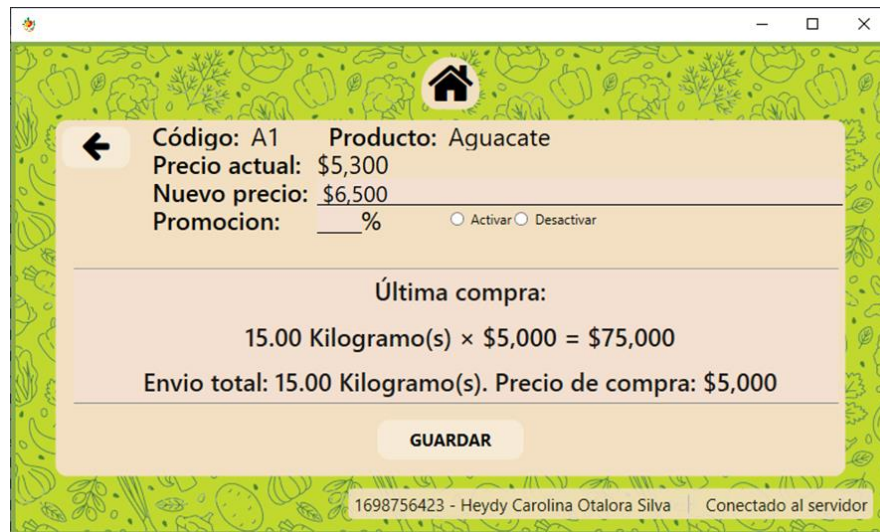 Código: A1 Producto: Aguacate
Precio actual: $5,300
Nuevo precio: $6,500
Promocion: % Activar Desactivar
Última compra:
15.00 Kilogramo(s) × $5,000 = $75,000
Envio total: 15.00 Kilogramo(s). Precio de compra: $5,000
GUARDAR
1698756423 - Heydy Carolina Otalora Silva Conectado al servidor